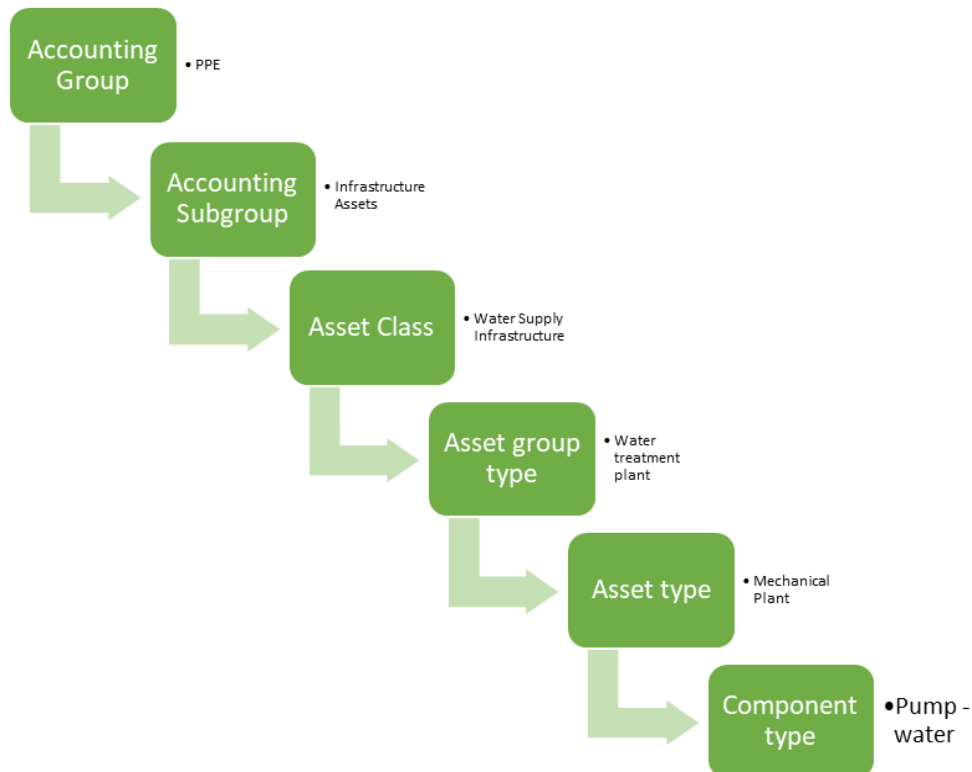 Accounting
Group
• PPE
Accounting
Subgroup
• Infrastructure
Assets
Asset Class
• Water Supply
Infrastructure
Asset group
type
• Water
treatment
plant
Asset type
• Mechanical
Plant
Component
type
•Pump -
water